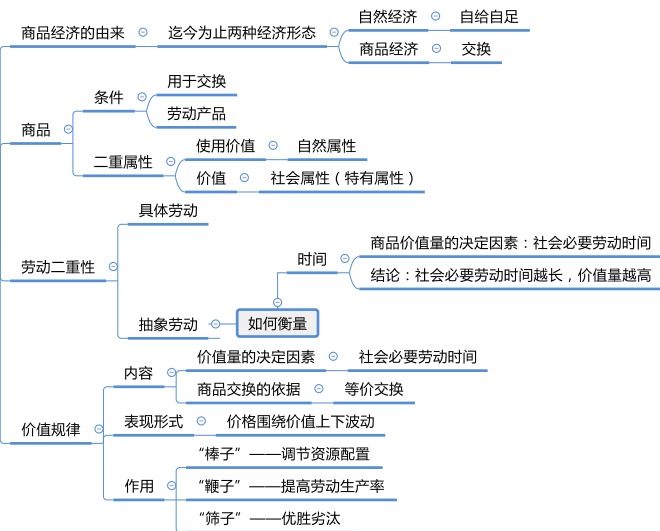 商品经济的由来
迄今为止两种经济形态
自然经济
自给自足
商品经济
交换
商品
条件
用于交换
劳动产品
二重属性
使用价值
自然属性
价值
社会属性（特有属性）
劳动二重性
具体劳动
抽象劳动
如何衡量
时间
商品价值量的决定因素：社会必要劳动时间
结论：社会必要劳动时间越长，价值量越高
价值规律
内容
价值量的决定因素
社会必要劳动时间
商品交换的依据
等价交换
表现形式
价格围绕价值上下波动
作用
“棒子”——调节资源配置
“鞭子”——提高劳动生产率
“筛子”——优胜劣汰